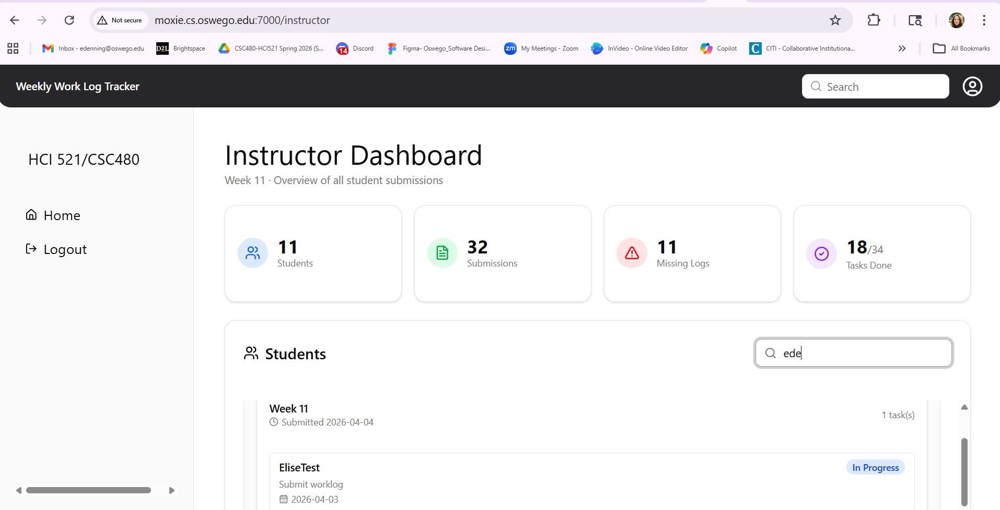 Not secure
moxie.cs.oswego.edu:7000/instructor
Inbox - edenning@oswego.edu
D2L Brightspace
CSC480-HCI521 Spring 2026 (S...
14 Discord
Figma- Oswego_Software Desi...
zm My Meetings - Zoom
InVideo - Online Video Editor
Copilot
C CITI - Collaborative Institutiona...
All Bookmarks
Weekly Work Log Tracker
Search
HCI 521/CSC480
Home
Logout
Instructor Dashboard
Week 11 · Overview of all student submissions
11
Students
32
Submissions
11
Missing Logs
18/34
Tasks Done
Students
ede
Week 11
Submitted 2026-04-04
1 task(s)
EliseTest
In Progress
Submit worklog
2026-04-03